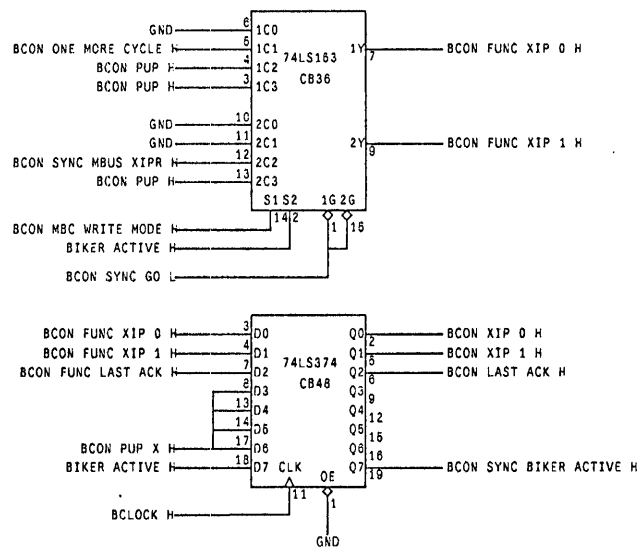 GND 6 1C0
BCON ONE MORE CYCLE H 5 1C1 74LS163 1Y 7 BCON FUNC XIP 0 H
BCON PUP H 4 1C2 CB36
BCON PUP H 3 1C3
GND 10 2C0
GND 11 2C1 2Y 9 BCON FUNC XIP 1 H
BCON SYNC MBUS XIPR H 12 2C2
BCON PUP H 13 2C3
S1 S2 1G 2G
BCON MBC WRITE MODE H 14 2 1 15
BIKER ACTIVE H
BCON SYNC GO L
BCON FUNC XIP 0 H 3 D0 Q0 2 BCON XIP 0 H
BCON FUNC XIP 1 H 4 D1 74LS374 Q1 5 BCON XIP 1 H
BCON FUNC LAST ACK H 7 D2 CB48 Q2 6 BCON LAST ACK H
8 D3 Q3 9
13 D4 Q4 12
14 D5 Q5 15
BCON PUP X H 17 D6 Q6 16
BIKER ACTIVE H 18 D7 CLK OE Q7 19 BCON SYNC BIKER ACTIVE H
BCLOCK H 11 1
GND